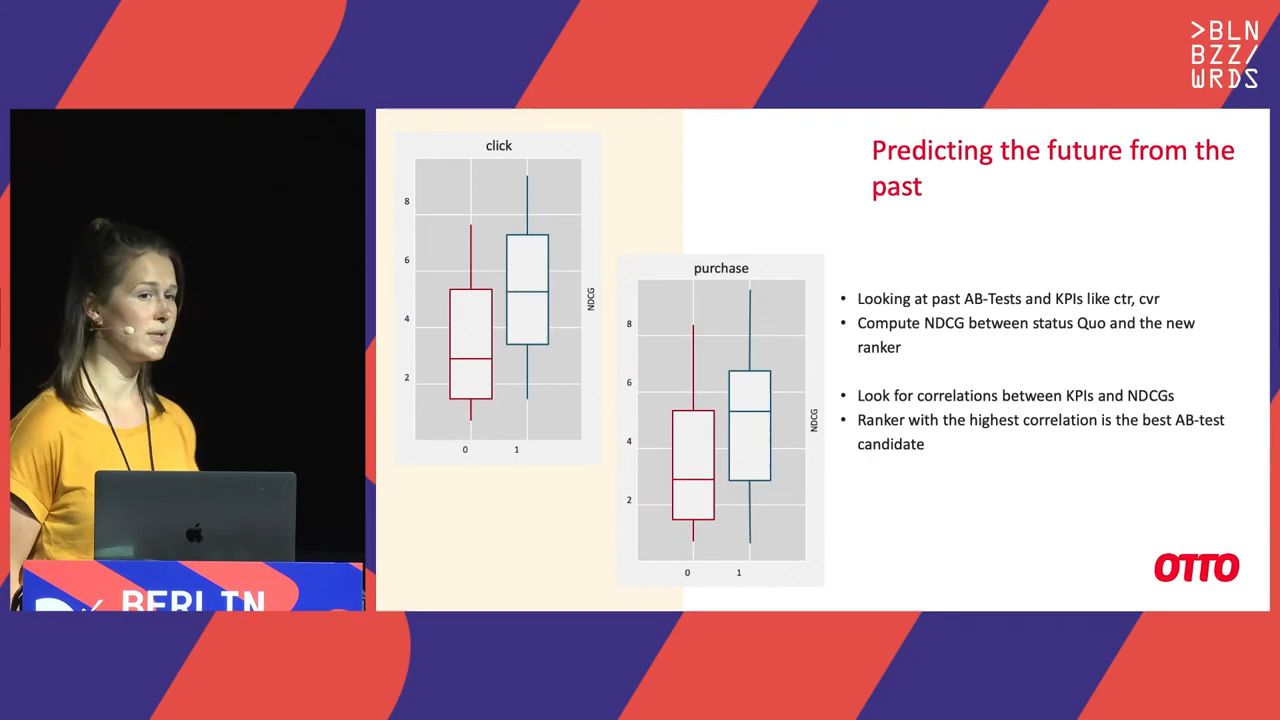 >BLN
BZZ/
WRDS
click
8
6
4
2
0 1
NDCG
purchase
8
6
4
2
0 1
NDCG
Predicting the future from the
past
• Looking at past AB-Tests and KPIs like ctr, cvr
• Compute NDCG between status Quo and the new
ranker
• Look for correlations between KPIs and NDCGs
• Ranker with the highest correlation is the best AB-test
candidate
OTTO
BERLIN